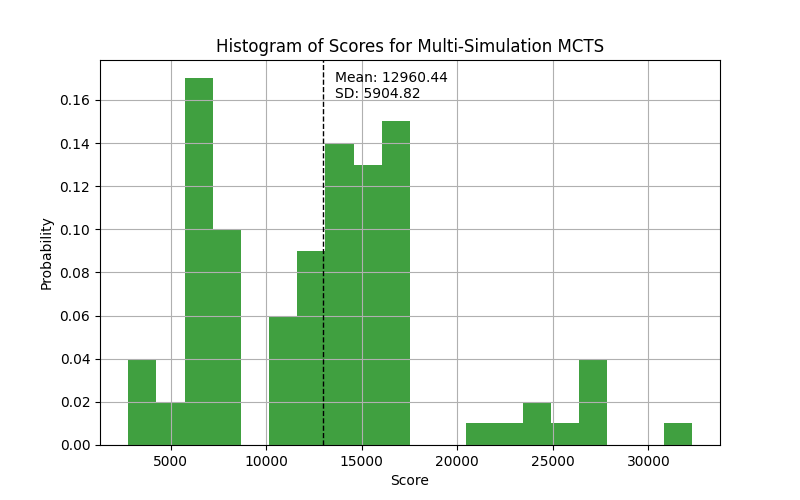 Histogram of Scores for Multi-Simulation MCTS
Mean: 12960.44
SD: 5904.82
Probability
0.16
0.14
0.12
0.10
0.08
0.06
0.04
0.02
0.00
5000 10000 15000 20000 25000 30000
Score